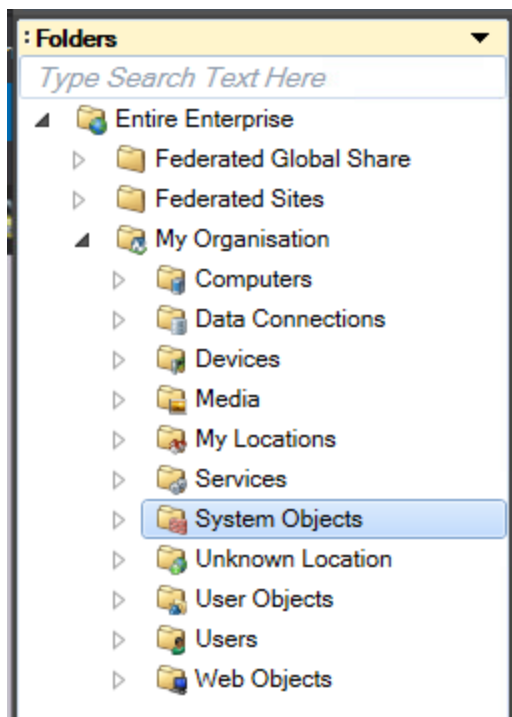 Folders
Type Search Text Here
Entire Enterprise
Federated Global Share
Federated Sites
My Organisation
Computers
Data Connections
Devices
Media
My Locations
Services
System Objects
Unknown Location
User Objects
Users
Web Objects